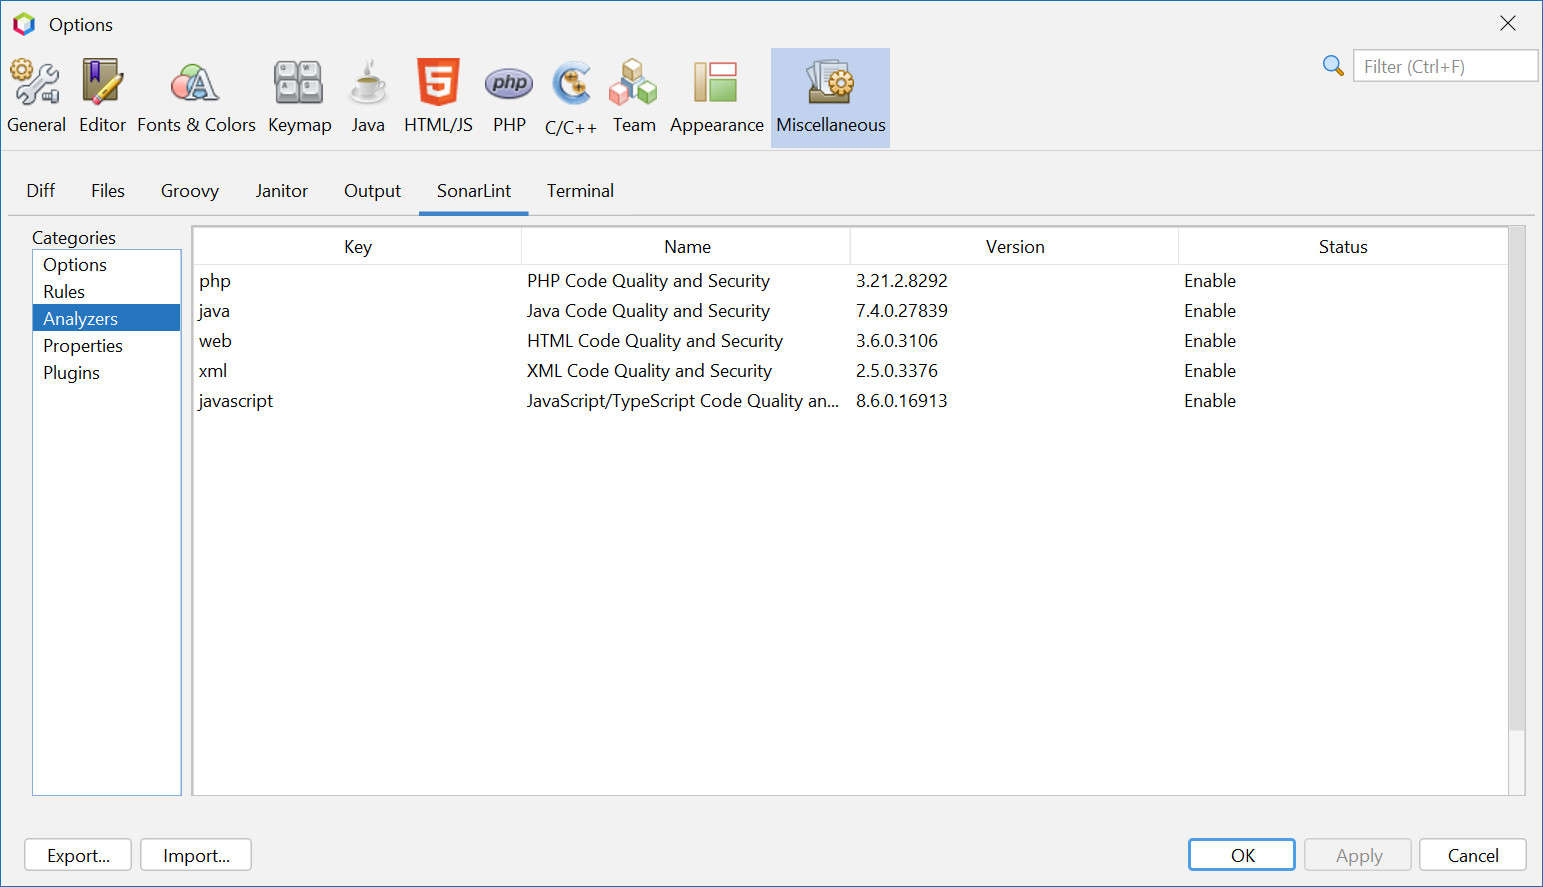 Options
Filter (Ctrl+F)
General Editor Fonts & Colors Keymap Java HTML/JS PHP C/C++ Team Appearance Miscellaneous
Diff Files Groovy Janitor Output SonarLint Terminal
Categories
Options
Rules
Analyzers
Properties
Plugins
Key Name Version Status
php PHP Code Quality and Security 3.21.2.8292 Enable
java Java Code Quality and Security 7.4.0.27839 Enable
web HTML Code Quality and Security 3.6.0.3106 Enable
xml XML Code Quality and Security 2.5.0.3376 Enable
javascript JavaScript/TypeScript Code Quality an... 8.6.0.16913 Enable
Export... Import... OK Apply Cancel